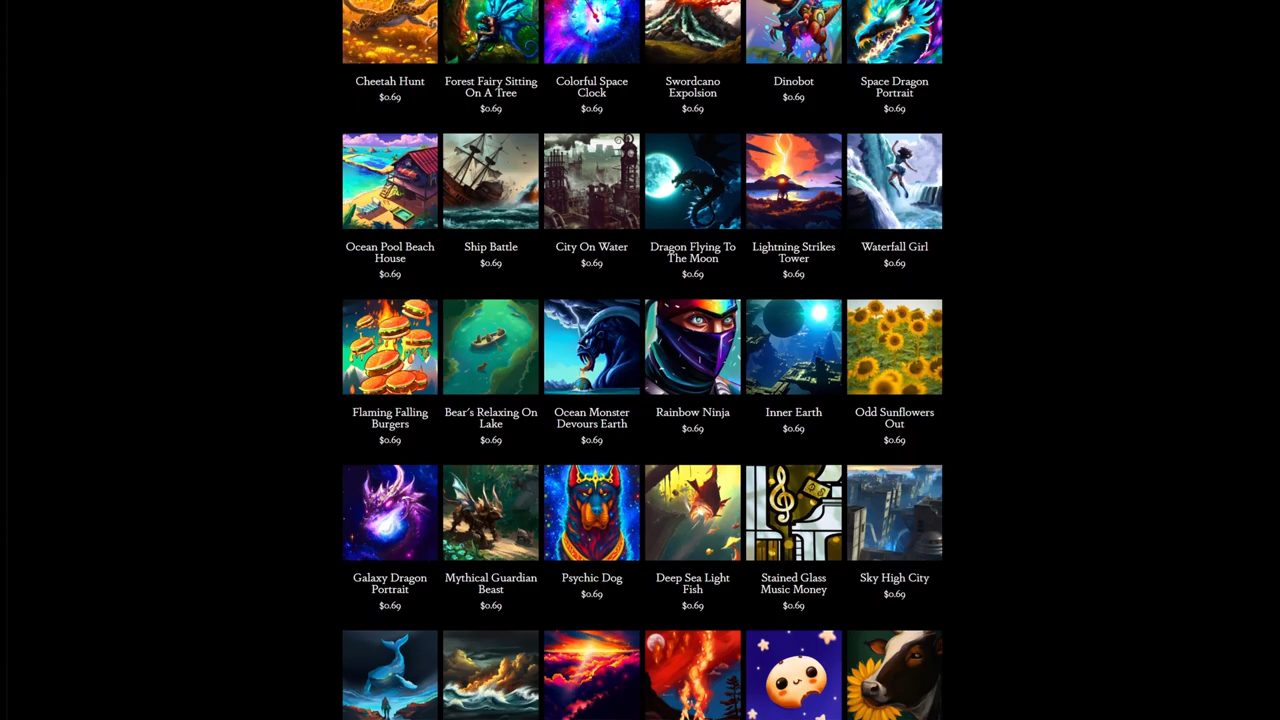 Cheetah Hunt
$0.69
Forest Fairy Sitting
On A Tree
$0.69
Colorful Space
Clock
$0.69
Swordcano
Expolsion
$0.69
Dinobot
$0.69
Space Dragon
Portrait
$0.69
Ocean Pool Beach
House
$0.69
Ship Battle
$0.69
City On Water
$0.69
Dragon Flying To
The Moon
$0.69
Lightning Strikes
Tower
$0.69
Waterfall Girl
$0.69
Flaming Falling
Burgers
$0.69
Bear's Relaxing On
Lake
$0.69
Ocean Monster
Devours Earth
$0.69
Rainbow Ninja
$0.69
Inner Earth
$0.69
Odd Sunflowers
Out
$0.69
Galaxy Dragon
Portrait
$0.69
Mythical Guardian
Beast
$0.69
Psychic Dog
$0.69
Deep Sea Light
Fish
$0.69
Stained Glass
Music Money
$0.69
Sky High City
$0.69